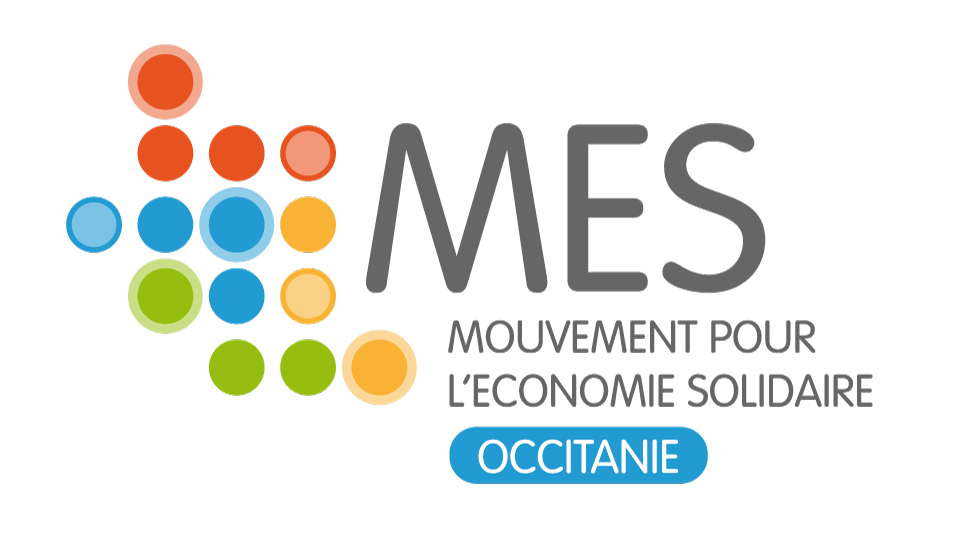 MES
MOUVEMENT POUR
L'ECONOMIE SOLIDAIRE
OCCITANIE